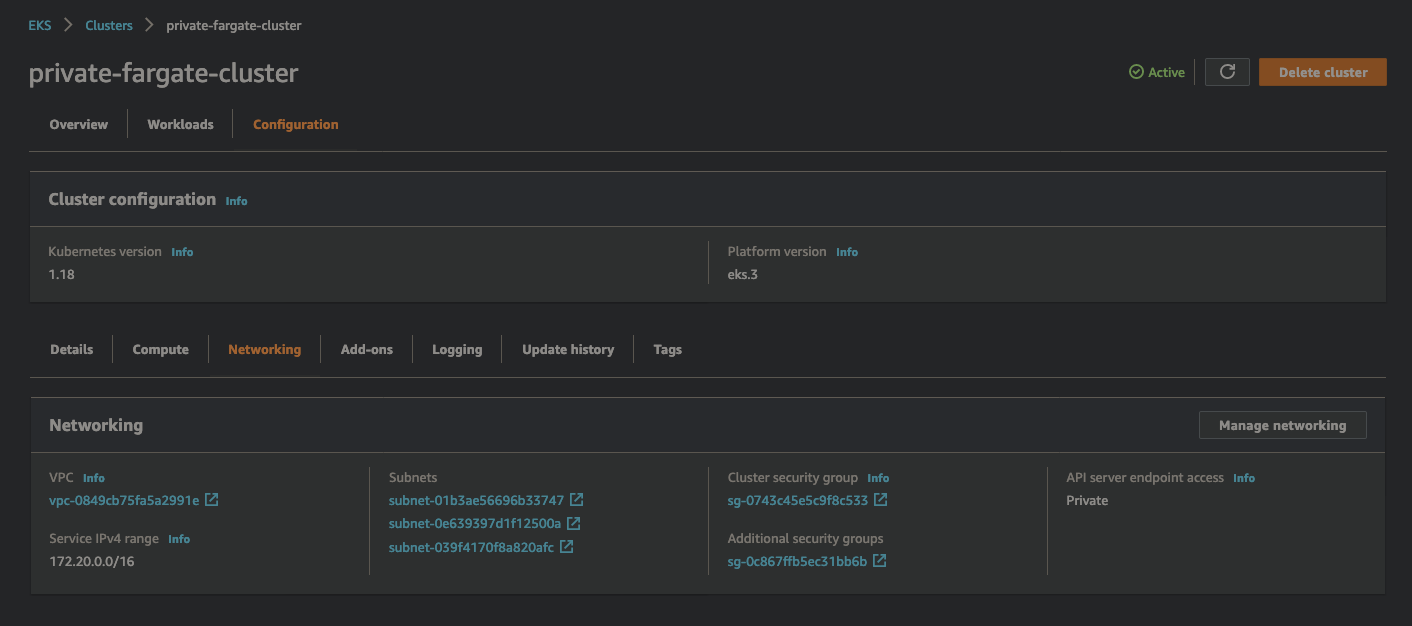 EKS > Clusters > private-fargate-cluster
private-fargate-cluster
Active
Delete cluster
Overview
Workloads
Configuration
Cluster configuration Info
Kubernetes version Info
1.18
Platform version Info
eks.3
Details
Compute
Networking
Add-ons
Logging
Update history
Tags
Networking
Manage networking
VPC Info
vpc-0849cb75fa5a2991e
Service IPv4 range Info
172.20.0.0/16
Subnets
subnet-01b3ae56696b33747
subnet-0e639397d1f12500a
subnet-039f4170f8a820afc
Cluster security group Info
sg-0743c45e5c9f8c533
Additional security groups
sg-0c867ffb5ec31bb6b
API server endpoint access Info
Private